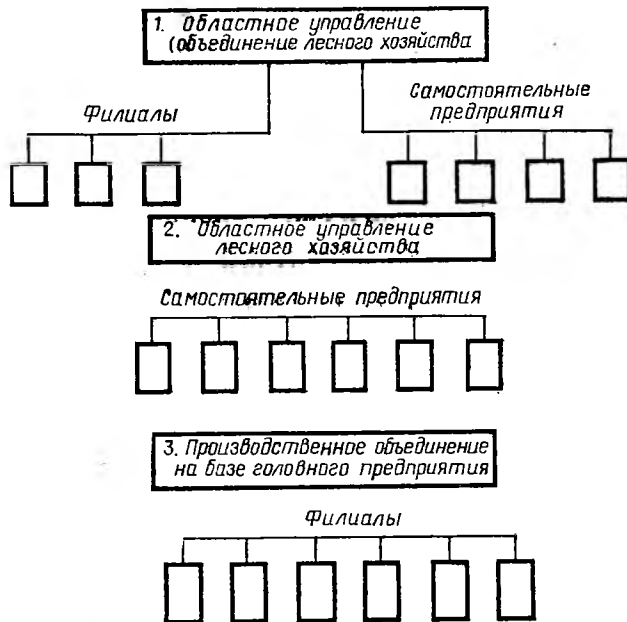 1. Областное управление
(объединение лесного хозяйства
Филиалы
Самостоятельные
предприятия
2. Областное управление
лесного хозяйства
Самостоятельные предприятия
3. Производственное объединение
на базе головного предприятия
Филиалы